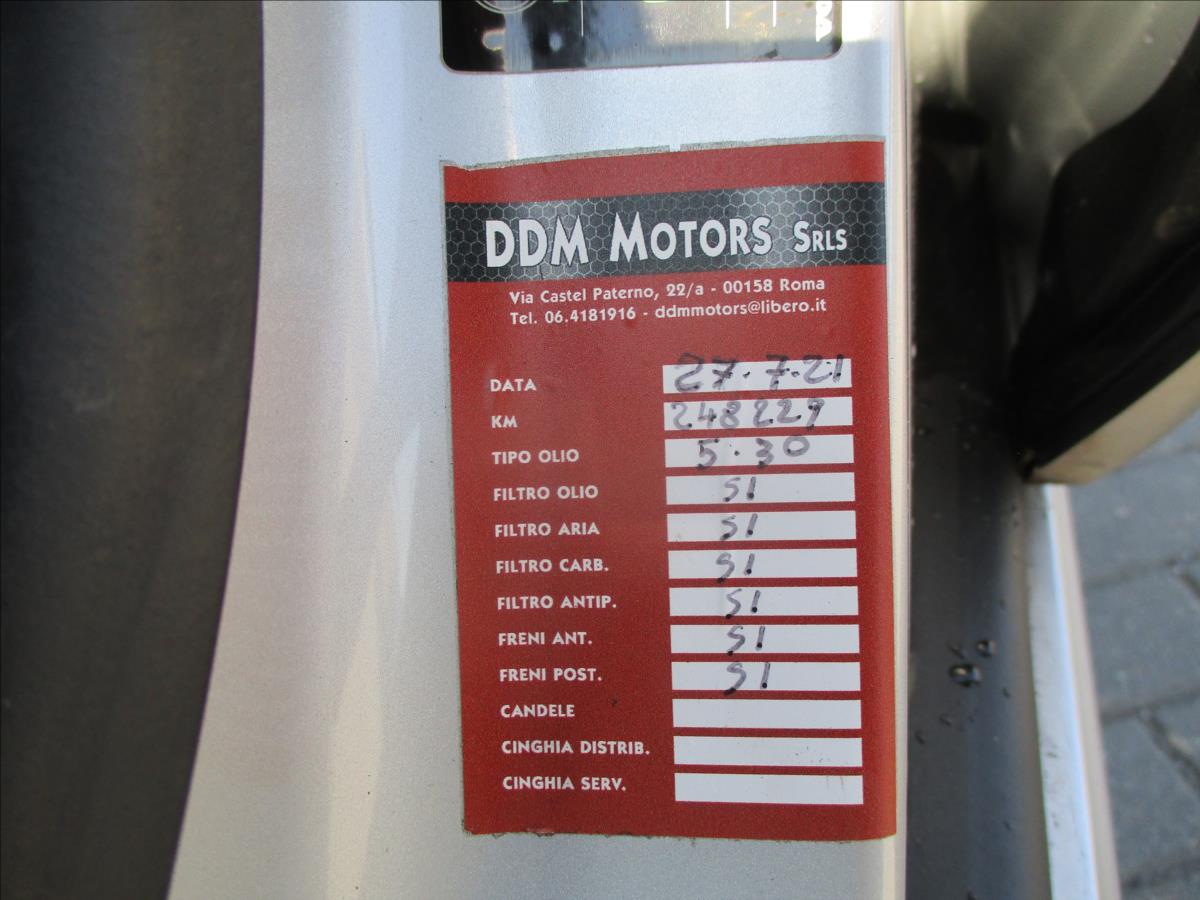 DDM MOTORS SRLS
Via Castel Paterno, 22/a - 00158 Roma
Tel. 06.4181916 - ddmmotors@libero.it
DATA 27.7.21
KM 248229
TIPO OLIO 5.30
FILTRO OLIO SI
FILTRO ARIA SI
FILTRO CARB. SI
FILTRO ANTIP. SI
FRENI ANT. SI
FRENI POST. SI
CANDELE
CINGHIA DISTRIB.
CINGHIA SERV.